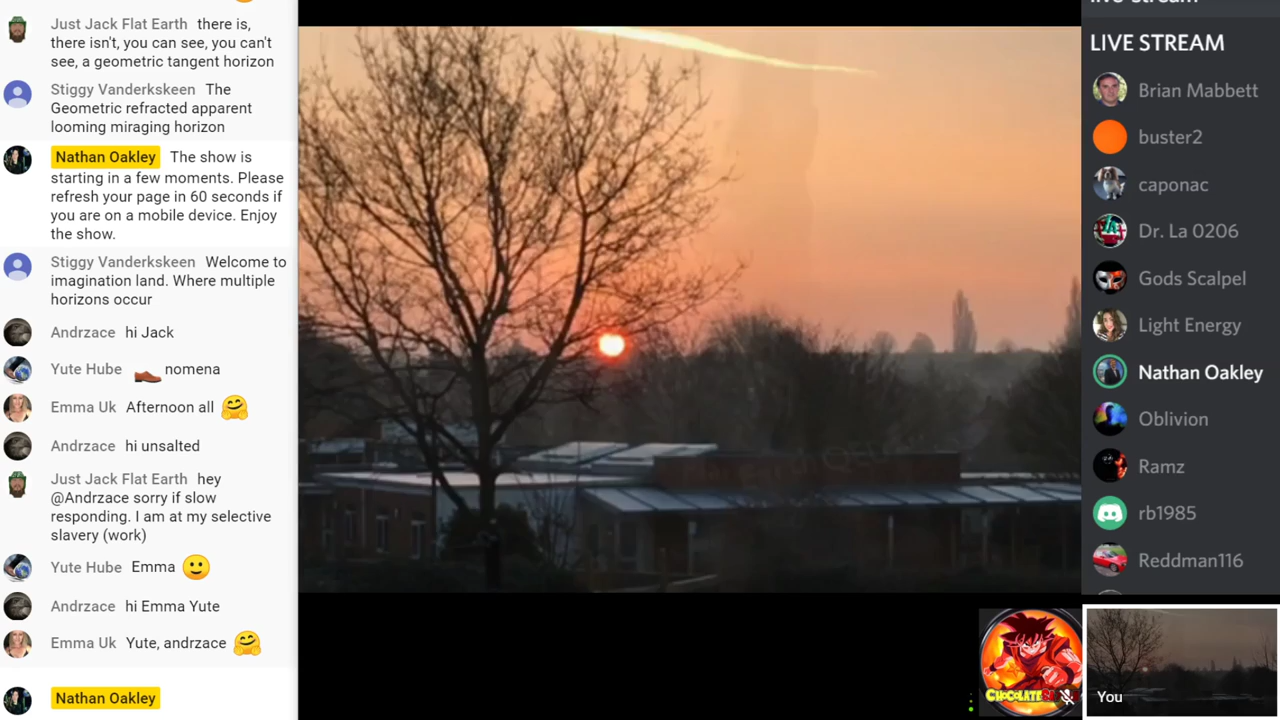 Just Jack Flat Earth there is,
there isn't, you can see, you can't
see, a geometric tangent horizon
Stiggy Vanderkskeen The
Geometric refracted apparent
looming miraging horizon
Nathan Oakley The show is
starting in a few moments. Please
refresh your page in 60 seconds if
you are on a mobile device. Enjoy
the show.
Stiggy Vanderkskeen Welcome to
imagination land. Where multiple
horizons occur
Andrzace hi Jack
Yute Hube nomena
Emma Uk Afternoon all
Andrzace hi unsalted
Just Jack Flat Earth hey
@Andrzace sorry if slow
responding. I am at my selective
slavery (work)
Yute Hube Emma
Andrzace hi Emma Yute
Emma Uk Yute, andrzace
Nathan Oakley
live-stream
LIVE STREAM
Brian Mabbett
buster2
caponac
Dr. La 0206
Gods Scalpel
Light Energy
Nathan Oakley
Oblivion
Ramz
rb1985
Reddman116
You